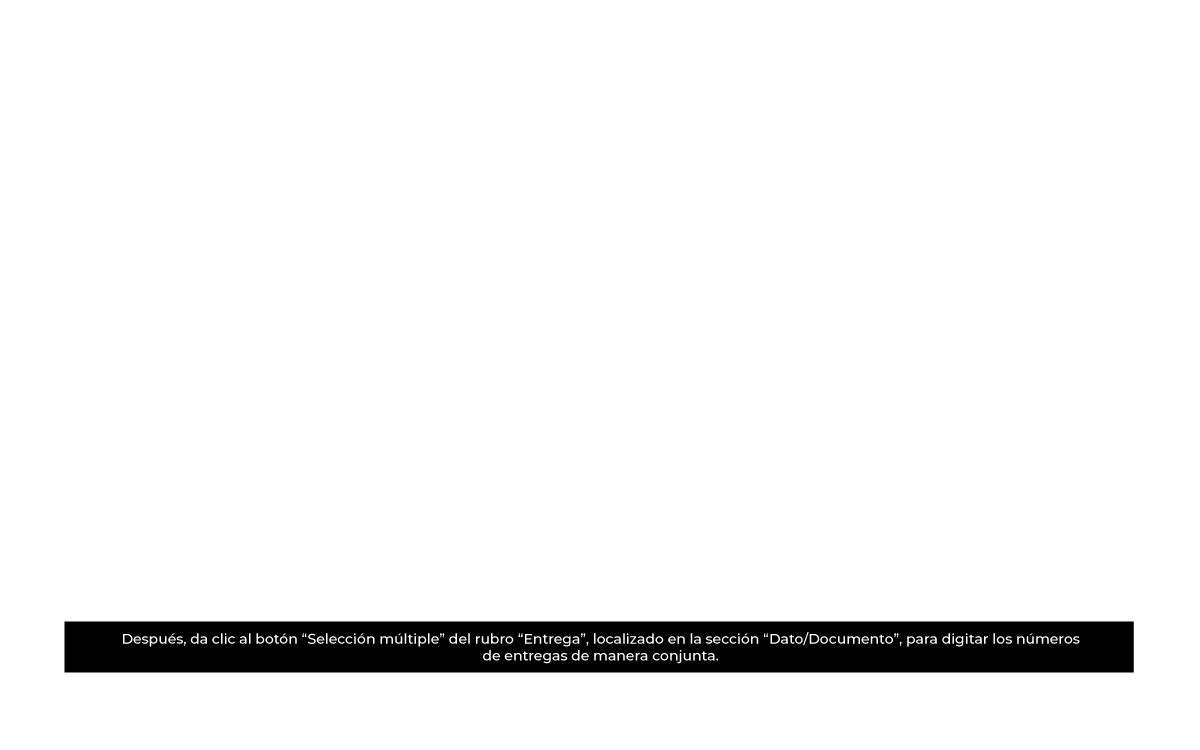 Después, da clic al botón “Selección múltiple” del rubro “Entrega”, localizado en la sección “Dato/Documento”, para digitar los números
de entregas de manera conjunta.